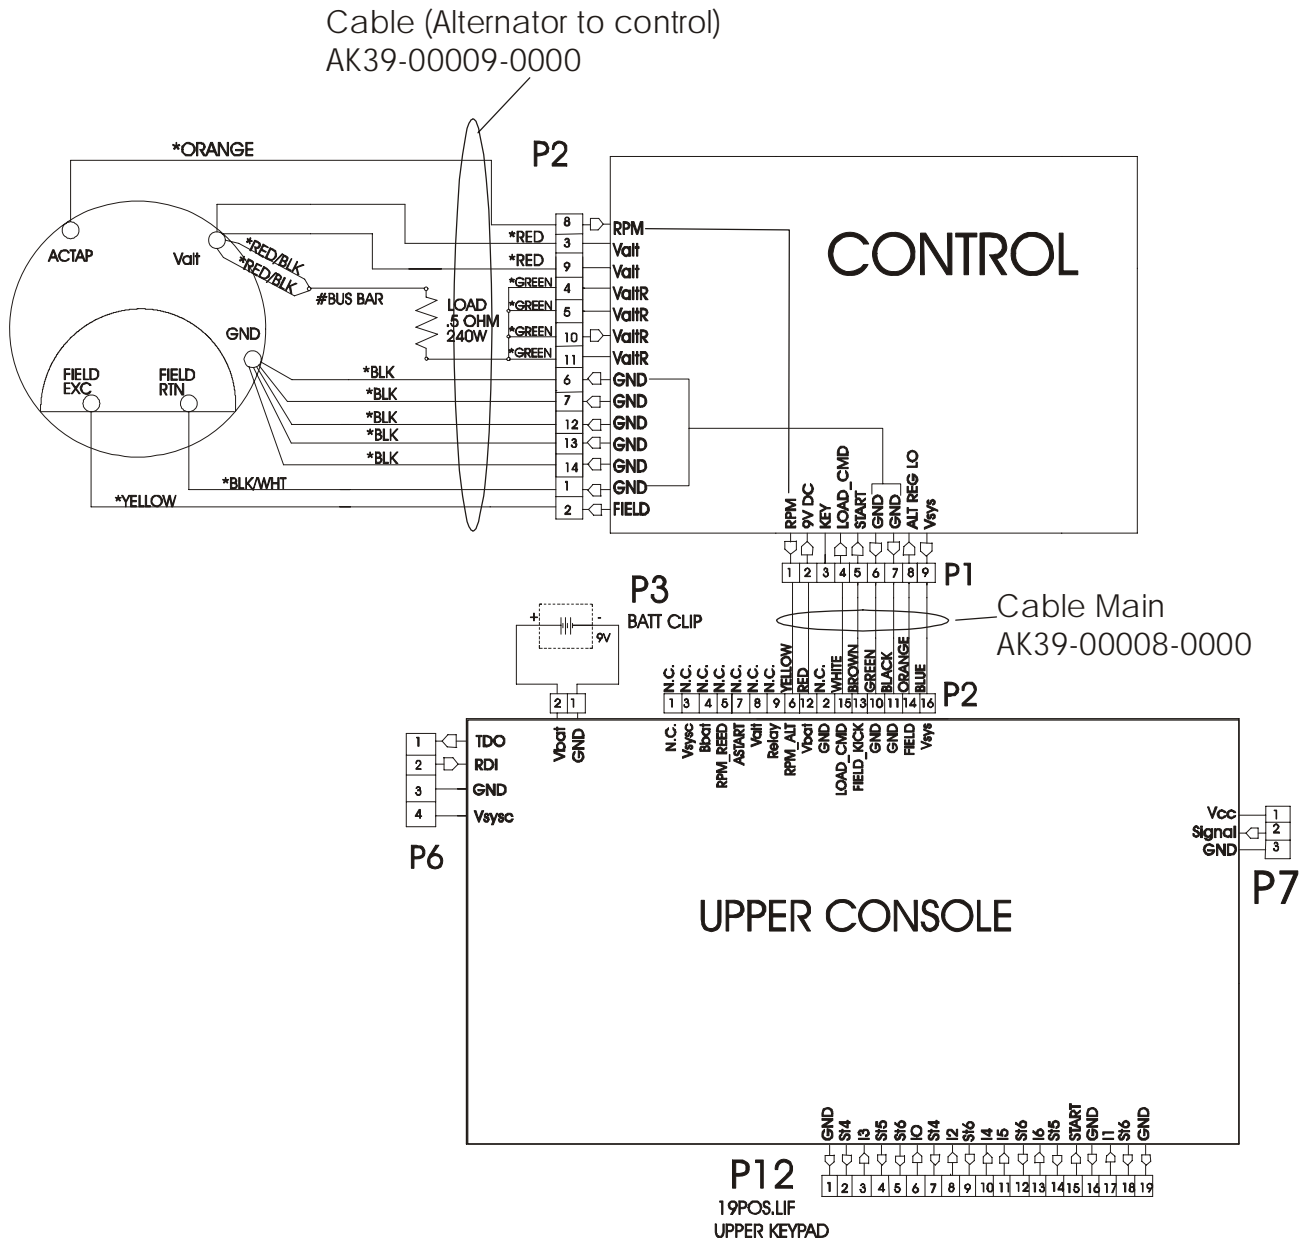 Cable (Alternator to control)
AK39-00009-0000
*ORANGE
P2
CONTROL
ACTAP
Valt
*RED/BLK
*RED/BLK
#BUS BAR
LOAD
.5 OHM
240W
GND
FIELD
EXC
FIELD
RTN
*RED
*RED
*GREEN
*GREEN
*GREEN
*GREEN
*BLK
*BLK
*BLK
*BLK
*BLK
*BLK/WHT
*YELLOW
8 RPM
3 Valt
9 Valt
4 ValtR
5 ValtR
10 ValtR
11 ValtR
6 GND
7 GND
12 GND
13 GND
14 GND
1 GND
2 FIELD
RPM
9V DC
KEY
LOAD_CMD
START
GND
GND
ALT REG LO
Vsys
1 2 3 4 5 6 7 8 9
P1
Cable Main
AK39-00008-0000
P3
BATT CLIP
+ -
9V
2 1
Vbat
GND
N.C.
N.C.
N.C.
N.C.
N.C.
N.C.
N.C.
YELLOW
RED
N.C.
WHITE
BROWN
GREEN
BLACK
ORANGE
BLUE
1 3 4 5 7 8 9 6 12 2 15 13 10 11 14 16
P2
N.C.
Vsysc
Bbat
RPM_REED
ASTART
Valt
Relay
RPM_ALT
Vbat
GND
LOAD_CMD
FIELD_KICK
GND
GND
FIELD
Vsys
1 TDO
2 RDI
3 GND
4 Vsysc
P6
Vcc 1
Signal 2
GND 3
P7
UPPER CONSOLE
GND
St4
I3
St5
St6
IO
St4
I2
St6
I4
I5
St6
I6
St5
START
GND
I1
St6
GND
P12
1 2 3 4 5 6 7 8 9 10 11 12 13 14 15 16 17 18 19
19POS.LIF
UPPER KEYPAD